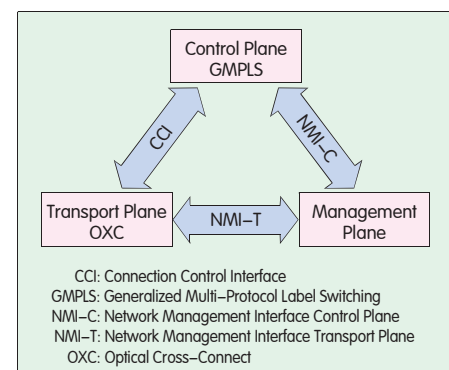 Control Plane
GMPLS
CCI
NMI–C
Transport Plane
OXC
NMI–T
Management
Plane
CCI: Connection Control Interface
GMPLS: Generalized Multi–Protocol Label Switching
NMI–C: Network Management Interface Control Plane
NMI–T: Network Management Interface Transport Plane
OXC: Optical Cross–Connect